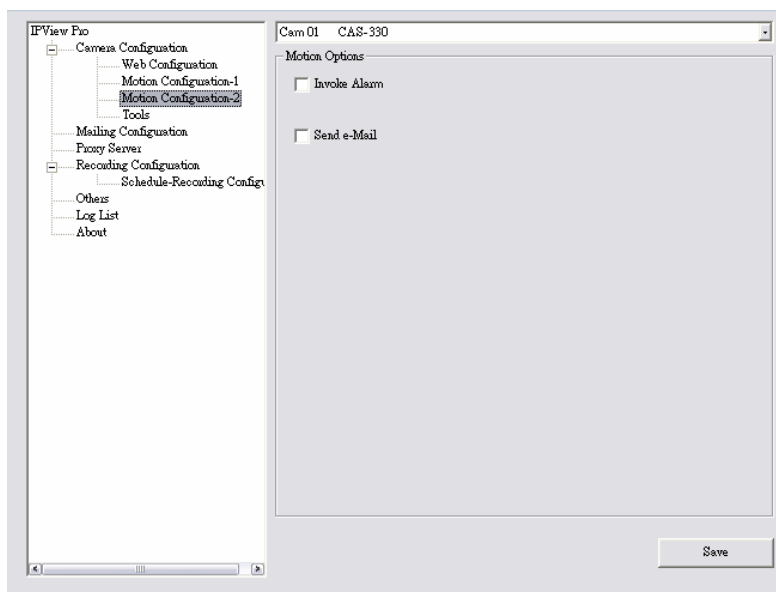 IPView Pro
Camera Configuration
Web Configuration
Motion Configuration-1
Motion Configuration-2
Tools
Mailing Configuration
Proxy Server
Recording Configuration
Schedule-Recording Configu
Others
Log List
About
Cam 01 CAS-330
Motion Options
Invoke Alarm
Send e-Mail
Save